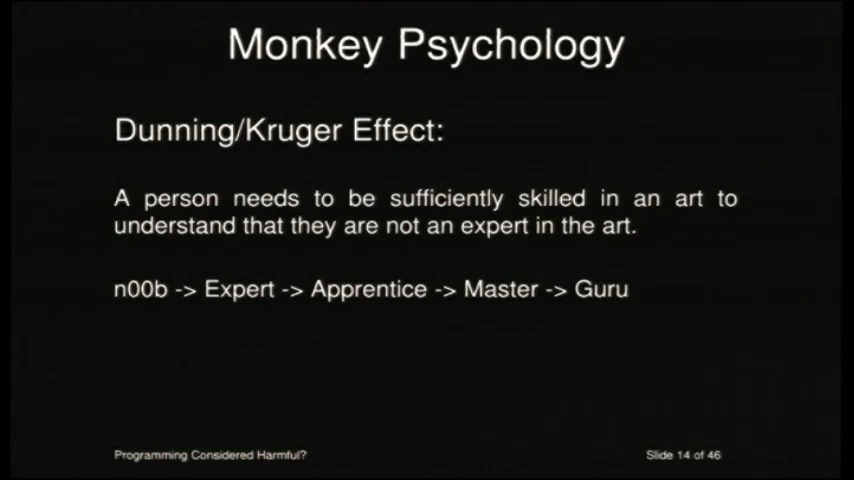 Monkey Psychology
Dunning/Kruger Effect:
A person needs to be sufficiently skilled in an art to
understand that they are not an expert in the art.
n00b -> Expert -> Apprentice -> Master -> Guru
Programming Considered Harmful?
Slide 14 of 46